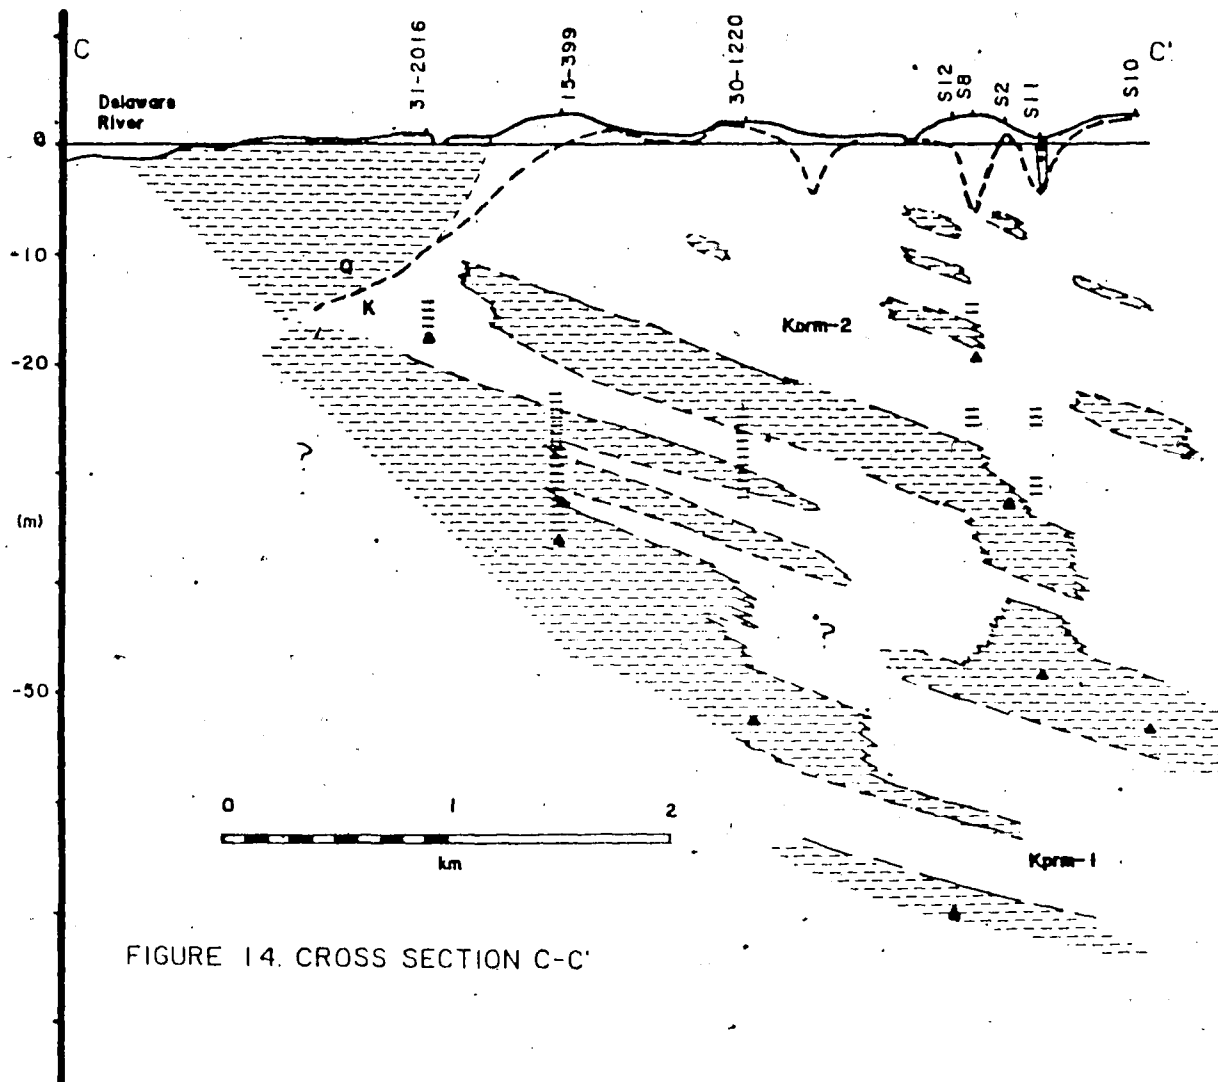 C
C'
31-2016
15-399
30-1220
S12
S8
S2
S11
S10
Delaware
River
0
-10
Q
K
Kprm-2
-20
?
(m)
?
-50
0 1 2
km
Kprm-1
FIGURE 14. CROSS SECTION C-C'